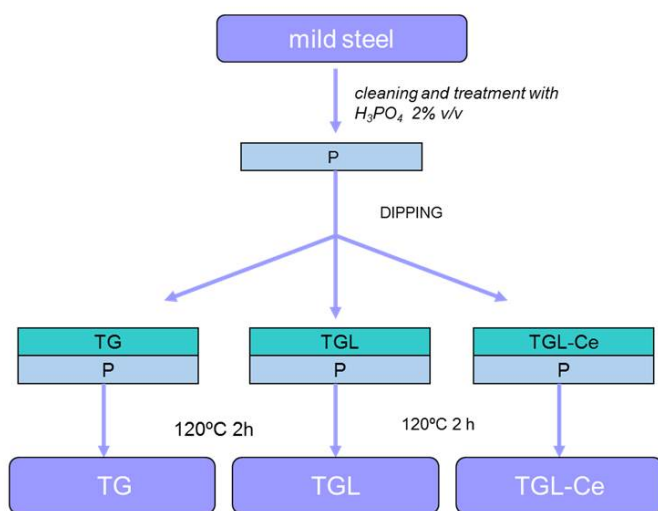 mild steel
cleaning and treatment with
H₃PO₄ 2% v/v
P
DIPPING
TG
TGL
TGL-Ce
P
P
P
120ºC 2h
120ºC 2 h
TG
TGL
TGL-Ce